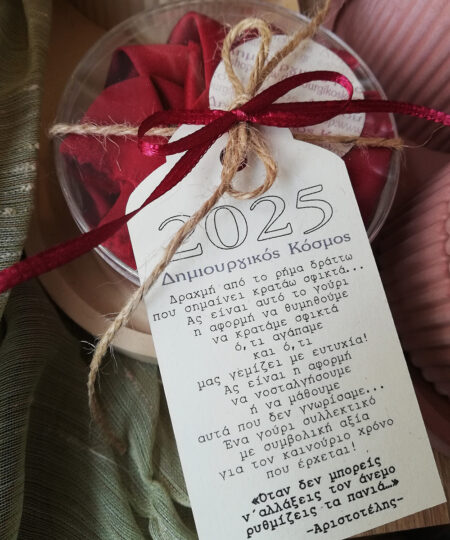 2025
Δημιουργικός Κόσμος
Δραχμή από το ρήμα δράττω
που σημαίνει κρατάω σφικτά...
Ας είναι αυτό το γούρι
η αφορμή να θυμηθούμε
να κρατάμε σφικτά
ό,τι αγάπαμε
και ό,τι
μας γεμίζει με ευτυχία!
Ας είναι η αφορμή
να νοσταλγήσουμε
ή να μάθουμε
αυτά που δεν γνωρίσαμε...
Ένα γούρι συλλεκτικό
με συμβολική αξία
για τον καινούριο χρόνο
που έρχεται!
«Όταν δεν μπορείς
ν'αλλάξεις τον άνεμο
ρυθμίζεις τα πανιά…»
-Αριστοτέλης-